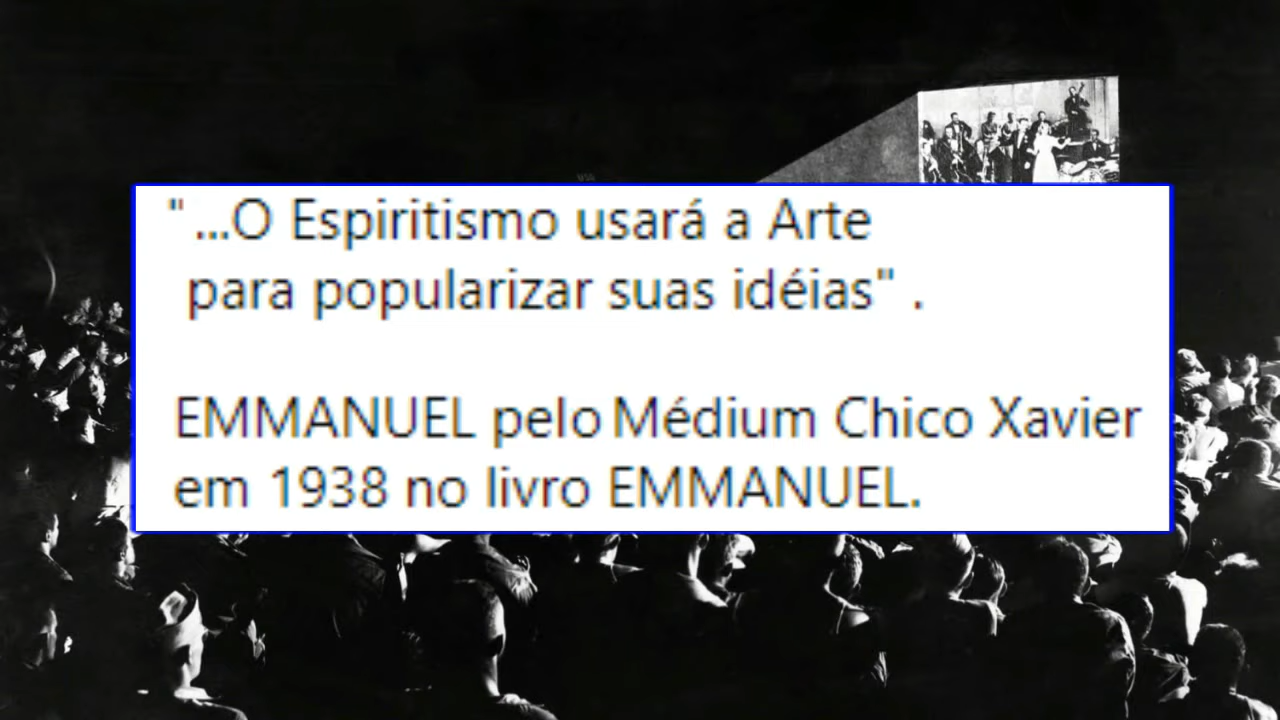 " ...O Espiritismo usará a Arte
para popularizar suas idéias" .
EMMANUEL pelo Médium Chico Xavier
em 1938 no livro EMMANUEL.